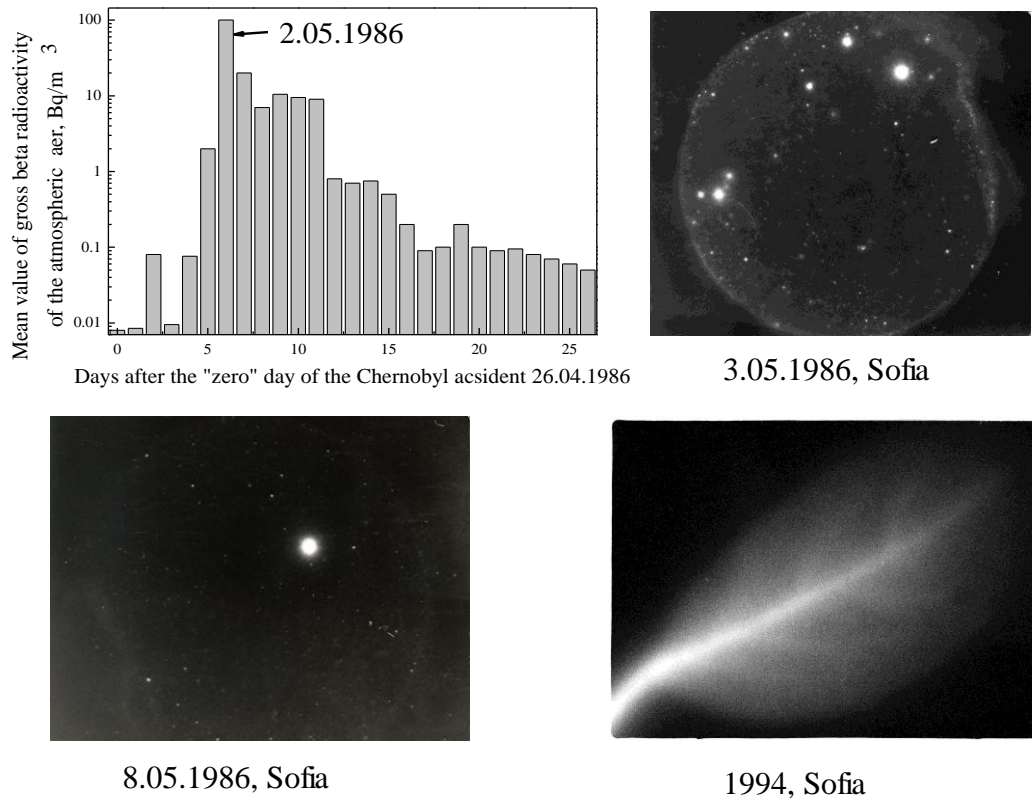 Mean value of gross beta radioactivity
of the atmospheric aer, Bq/m 3
100
10
1
0.1
0.01
2.05.1986
0 5 10 15 20 25
Days after the "zero" day of the Chernobyl acsident 26.04.1986
3.05.1986, Sofia
8.05.1986, Sofia
1994, Sofia